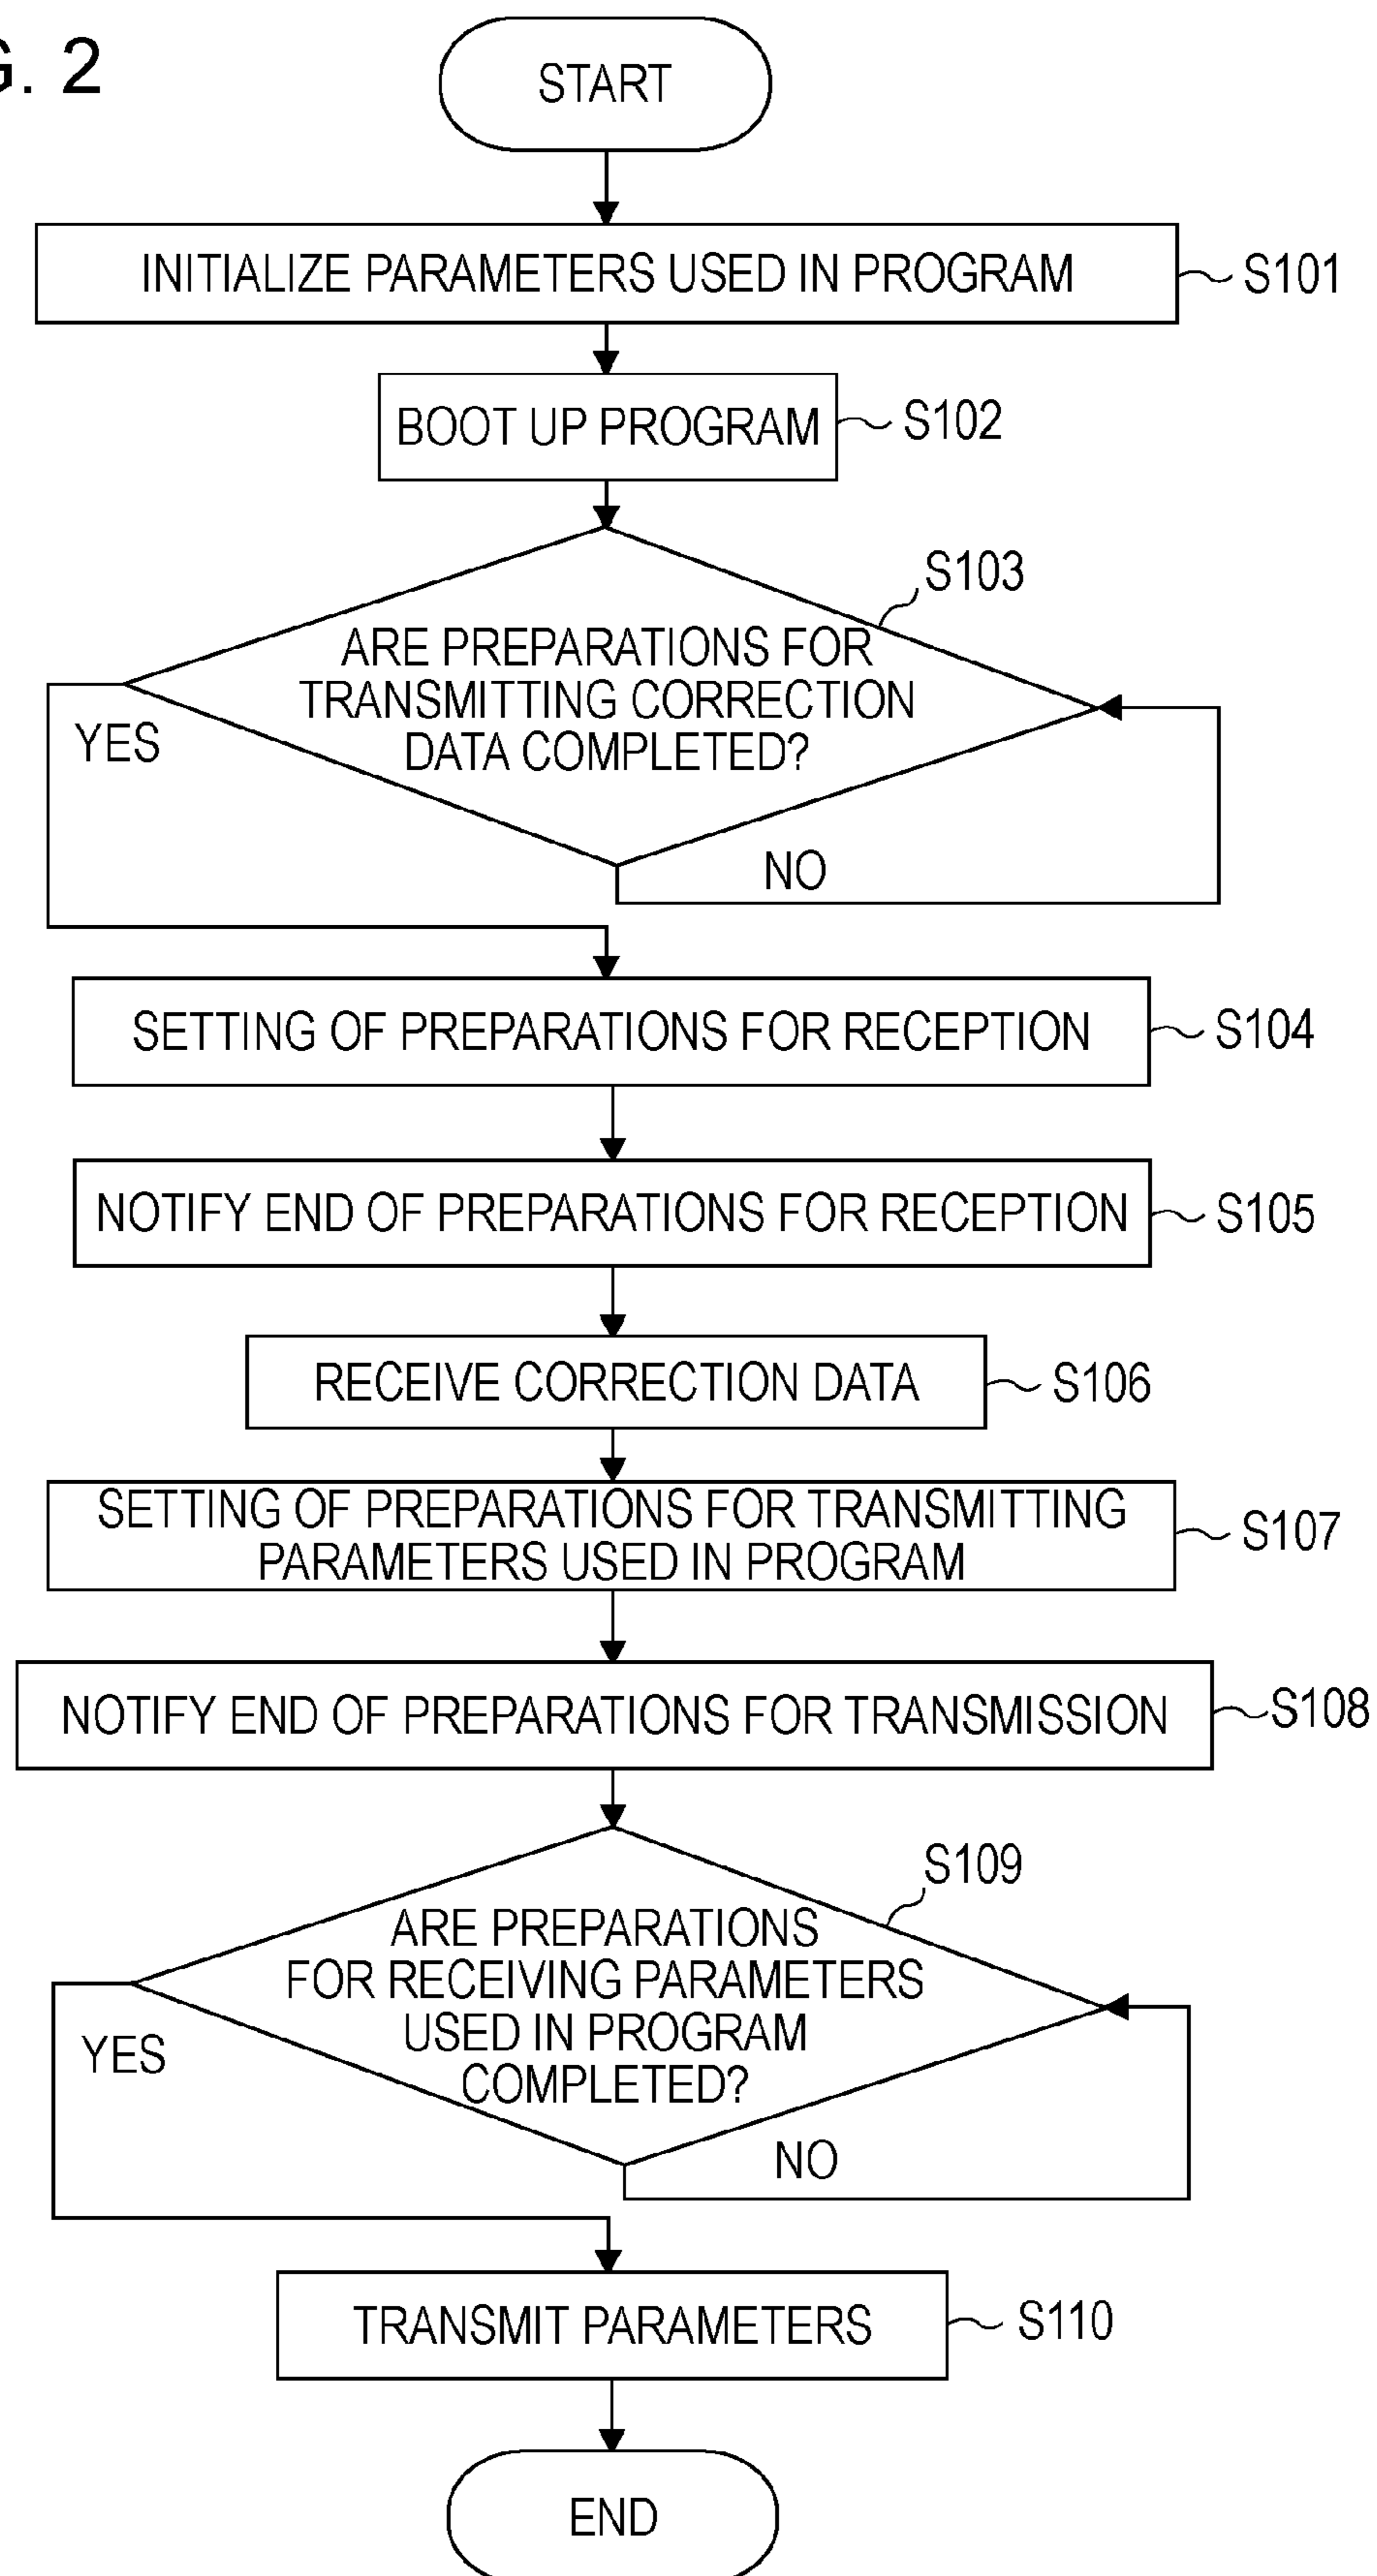 G. 2
START
INITIALIZE PARAMETERS USED IN PROGRAM
S101
BOOT UP PROGRAM
S102
S103
ARE PREPARATIONS FOR
TRANSMITTING CORRECTION
DATA COMPLETED?
YES
NO
SETTING OF PREPARATIONS FOR RECEPTION
S104
NOTIFY END OF PREPARATIONS FOR RECEPTION
S105
RECEIVE CORRECTION DATA
S106
SETTING OF PREPARATIONS FOR TRANSMITTING
PARAMETERS USED IN PROGRAM
S107
NOTIFY END OF PREPARATIONS FOR TRANSMISSION
S108
S109
ARE PREPARATIONS
FOR RECEIVING PARAMETERS
USED IN PROGRAM
COMPLETED?
YES
NO
TRANSMIT PARAMETERS
S110
END